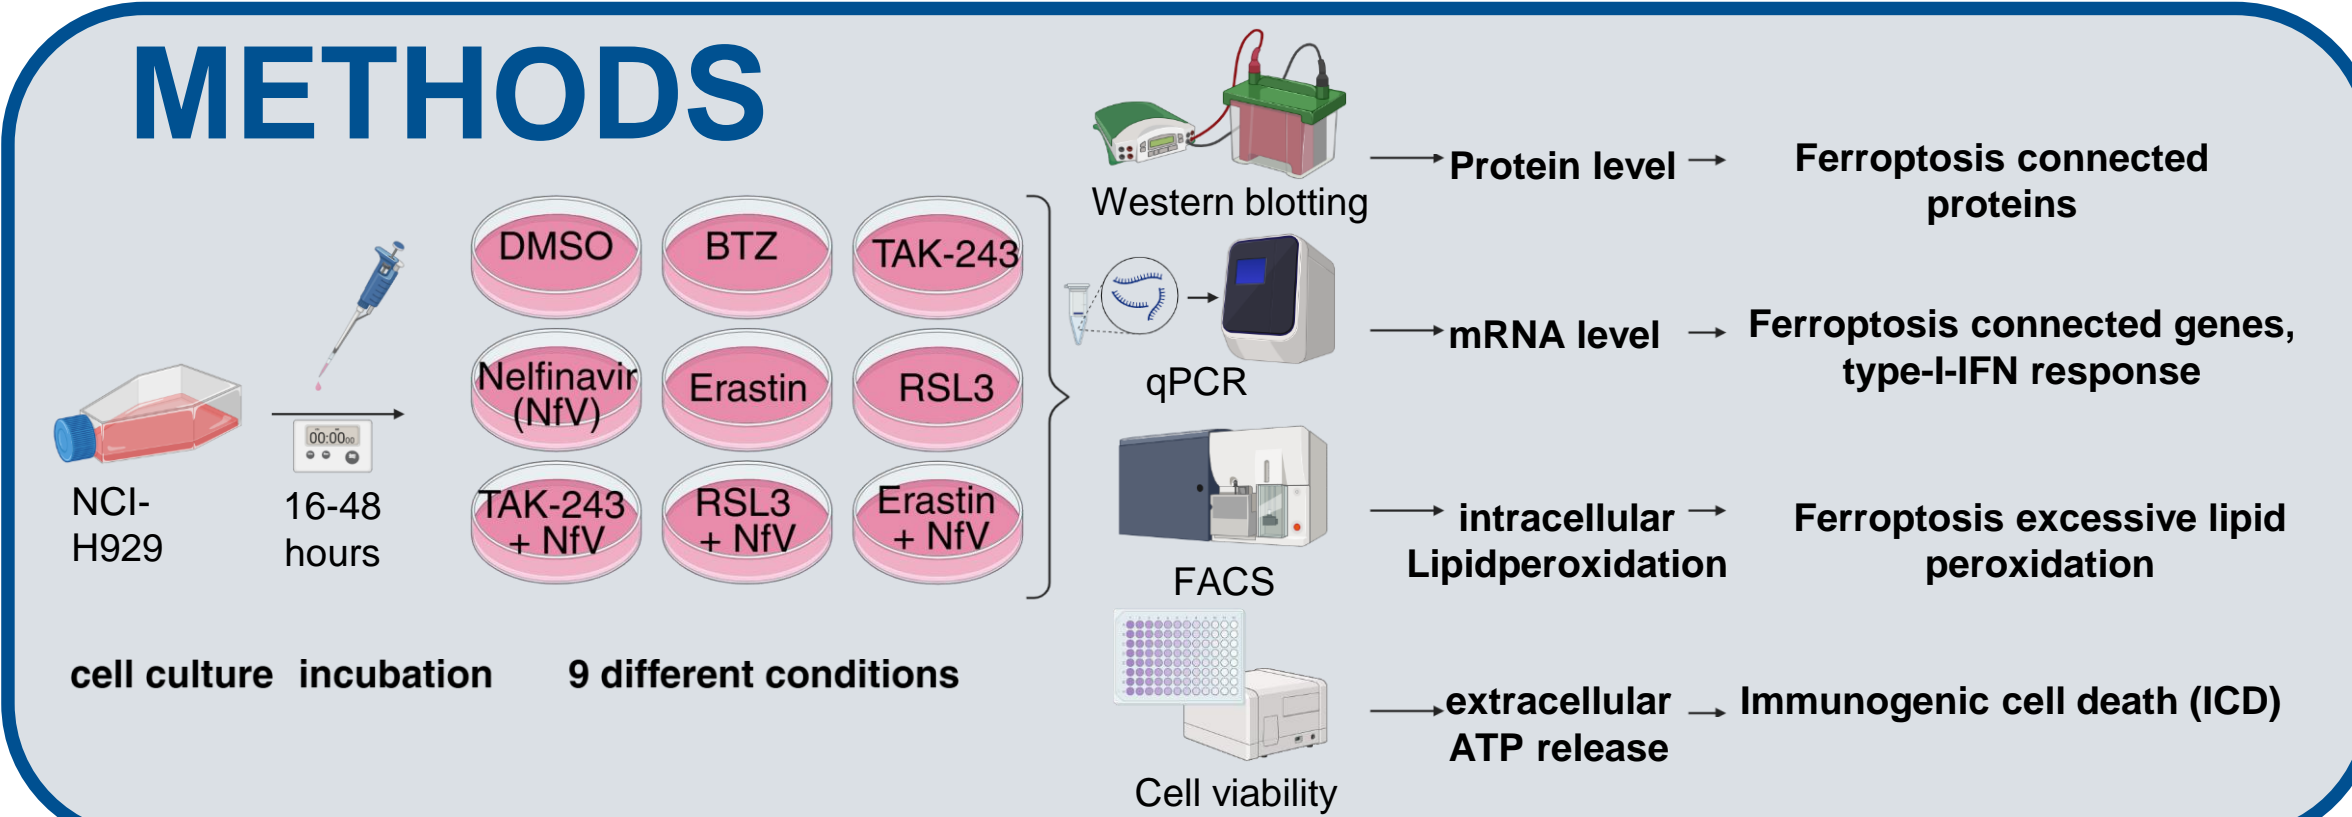 METHODS
NCI-
H929
00:0000
16-48
hours
cell culture
incubation
DMSO
BTZ
TAK-243
Nelfinavir
(NfV)
Erastin
RSL3
TAK-243
+ NfV
RSL3
+ NfV
Erastin
+ NfV
9 different conditions
Western blotting
Protein level
Ferroptosis connected
proteins
qPCR
mRNA level
Ferroptosis connected genes,
type-I-IFN response
FACS
intracellular
Lipidperoxidation
Ferroptosis excessive lipid
peroxidation
Cell viability
extracellular
ATP release
Immunogenic cell death (ICD)